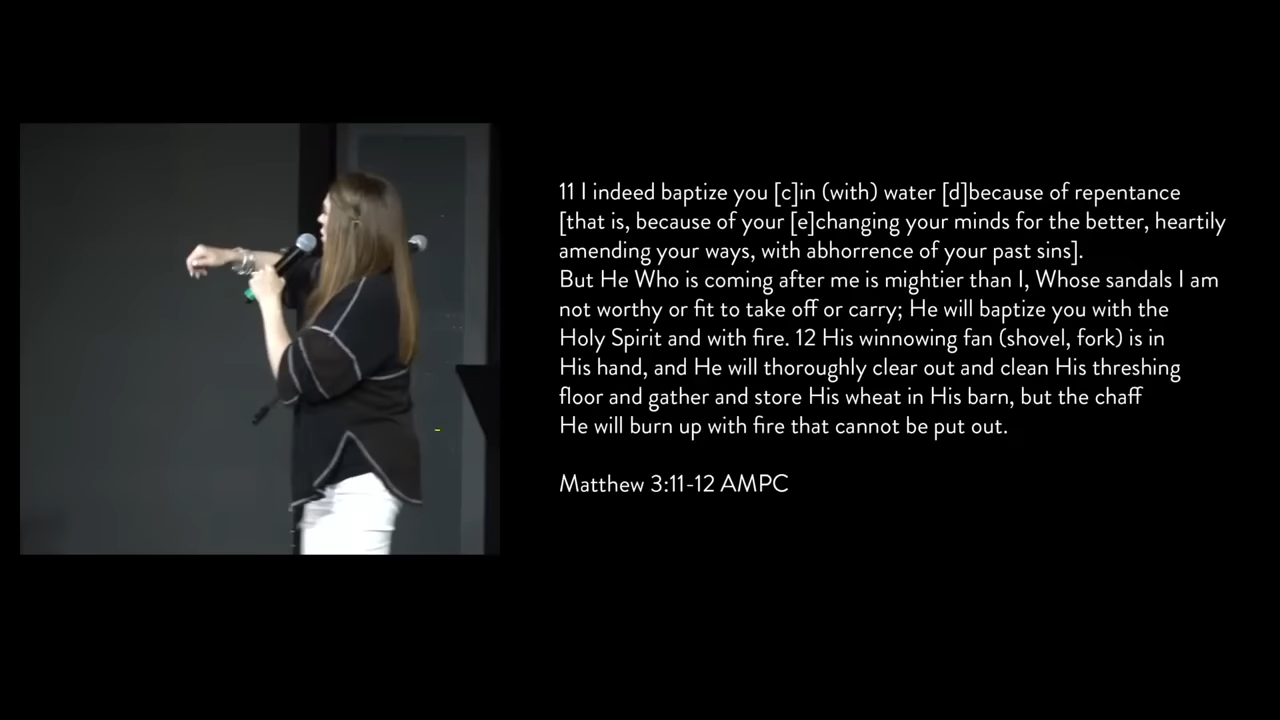 11 I indeed baptize you [c]in (with) water [d]because of repentance
[that is, because of your [e]changing your minds for the better, heartily
amending your ways, with abhorrence of your past sins].
But He Who is coming after me is mightier than I, Whose sandals I am
not worthy or fit to take off or carry; He will baptize you with the
Holy Spirit and with fire. 12 His winnowing fan (shovel, fork) is in
His hand, and He will thoroughly clear out and clean His threshing
floor and gather and store His wheat in His barn, but the chaff
He will burn up with fire that cannot be put out.
Matthew 3:11-12 AMPC